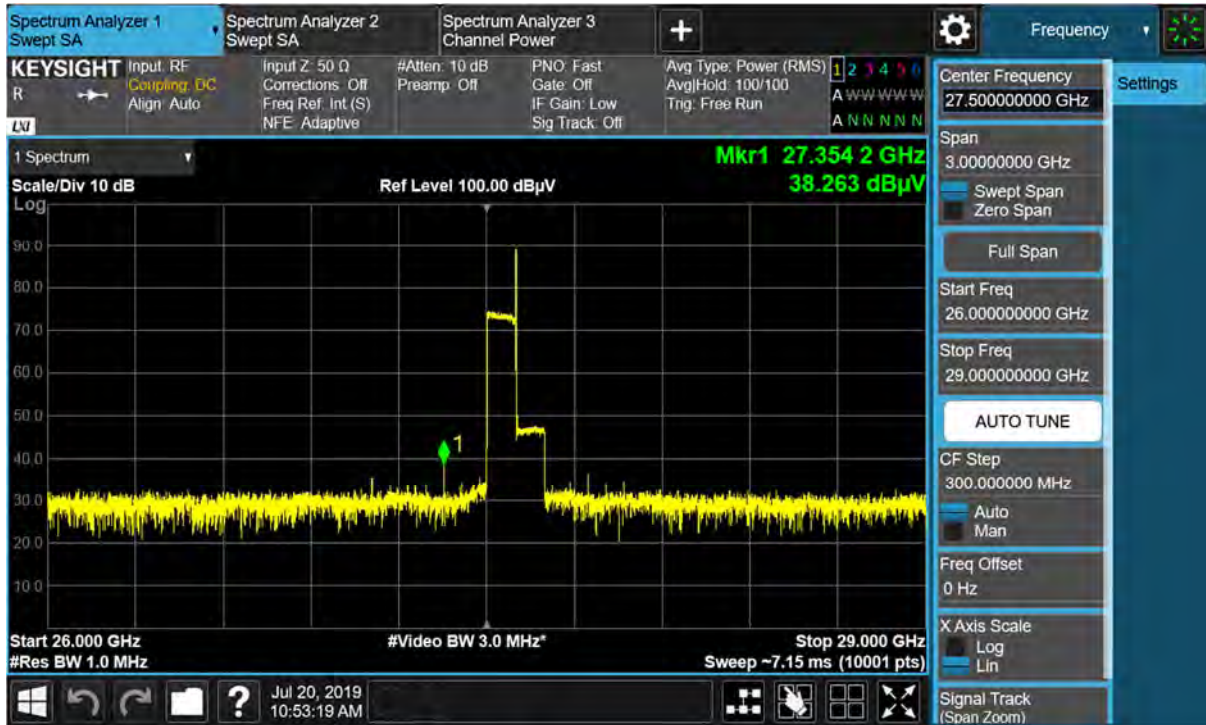 Spectrum Analyzer 1
Swept SA
Spectrum Analyzer 2
Swept SA
Spectrum Analyzer 3
Channel Power
Frequency
KEYSIGHT
R
LXI
Input: RF
Coupling: DC
Align: Auto
Input Z: 50 Ω
Corrections: Off
Freq Ref: Int (S)
NFE: Adaptive
#Atten: 10 dB
Preamp: Off
PNO: Fast
Gate: Off
IF Gain: Low
Sig Track: Off
Avg Type: Power (RMS)
Avg|Hold: 100/100
Trig: Free Run
1 2 3 4 5 6
A W W W W W
A N N N N N
1 Spectrum
Scale/Div 10 dB
Ref Level 100.00 dBµV
Mkr1 27.354 2 GHz
38.263 dBµV
Log
90.0
80.0
70.0
60.0
50.0
40.0
30.0
20.0
10.0
1
Start 26.000 GHz
#Res BW 1.0 MHz
#Video BW 3.0 MHz*
Stop 29.000 GHz
Sweep ~7.15 ms (10001 pts)
Jul 20, 2019
10:53:19 AM
Center Frequency
27.500000000 GHz
Settings
Span
3.00000000 GHz
Swept Span
Zero Span
Full Span
Start Freq
26.000000000 GHz
Stop Freq
29.000000000 GHz
AUTO TUNE
CF Step
300.000000 MHz
Auto
Man
Freq Offset
0 Hz
X Axis Scale
Log
Lin
Signal Track
(Span Zoom)